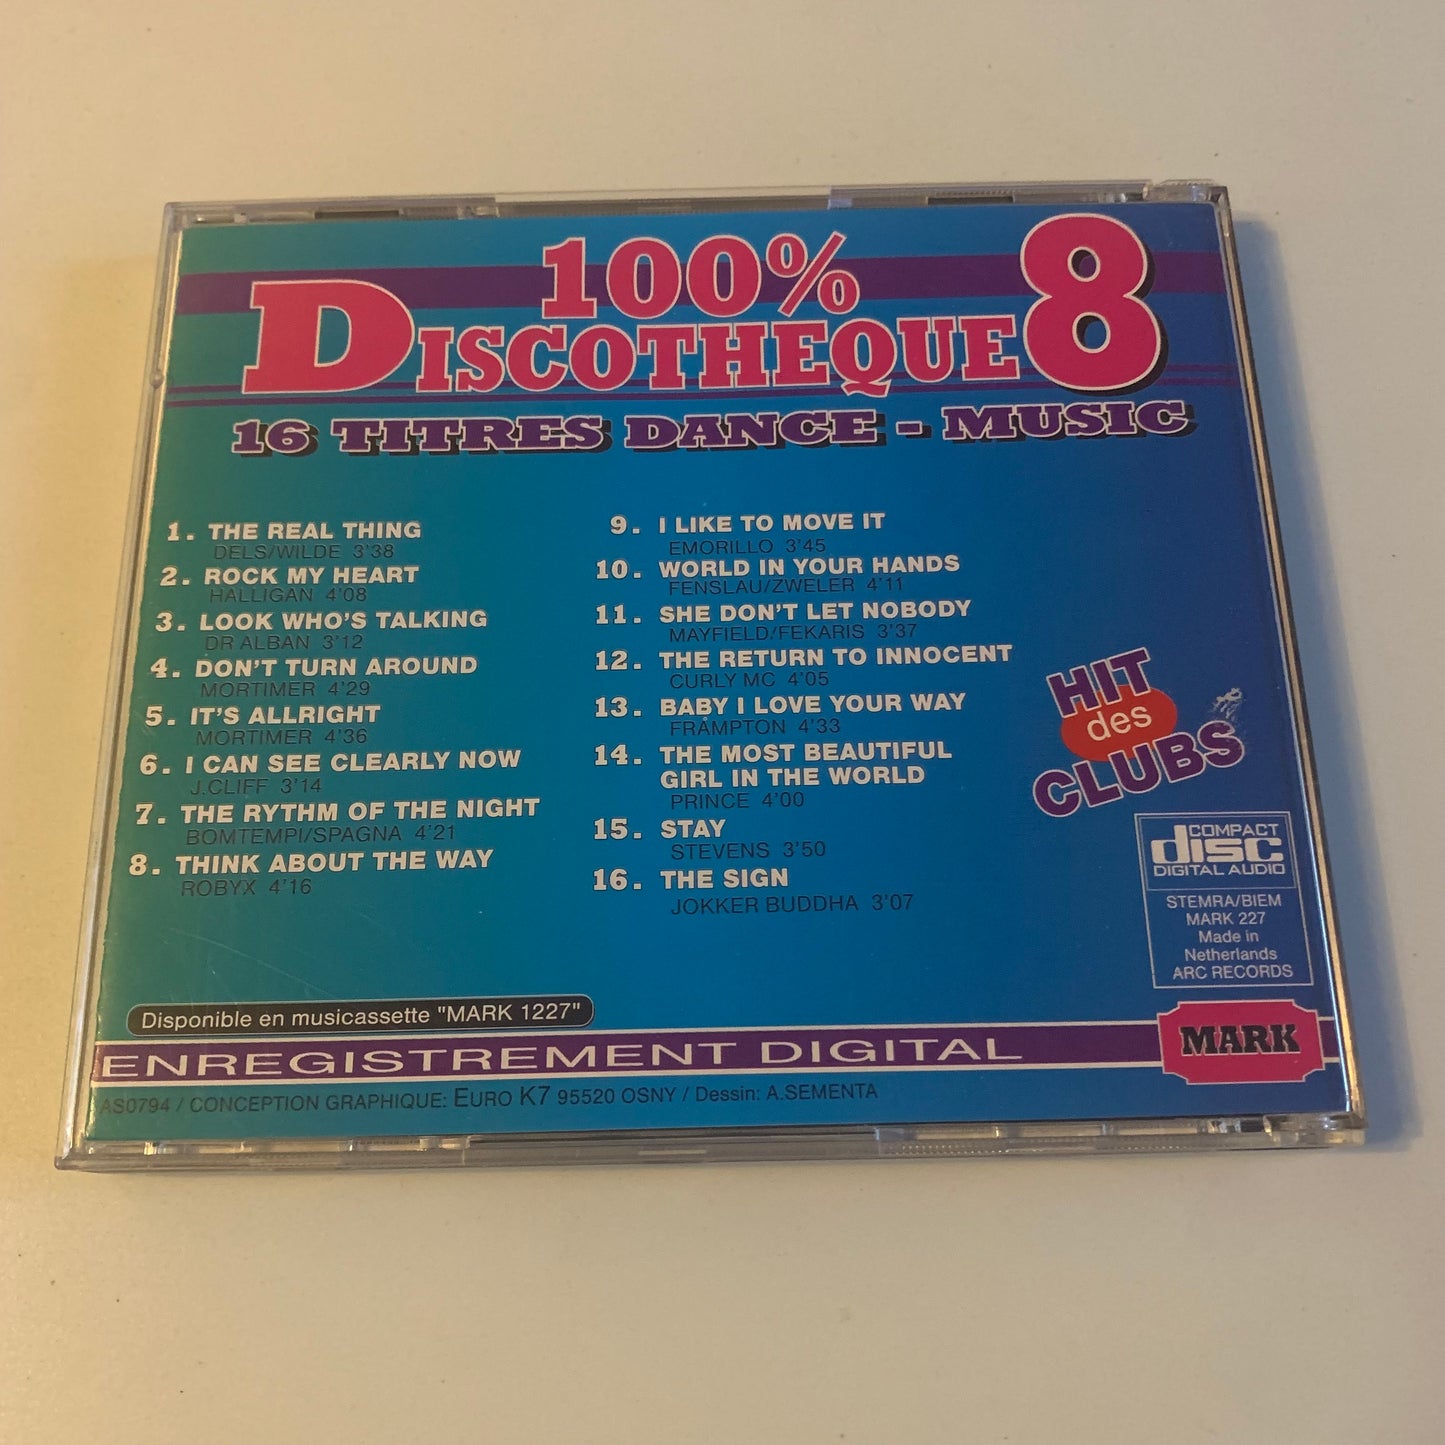 100%
DISCOTHEQUE 8
16 TITRES DANCE - MUSIC
1. THE REAL THING
DELS/WILDE 3'38
2. ROCK MY HEART
HALLIGAN 4'08
3. LOOK WHO'S TALKING
DR ALBAN 3'12
4. DON'T TURN AROUND
MORTIMER 4'29
5. IT'S ALLRIGHT
MORTIMER 4'36
6. I CAN SEE CLEARLY NOW
J.CLIFF 3'14
7. THE RYTHM OF THE NIGHT
BOMTEMPI/SPAGNA 4'21
8. THINK ABOUT THE WAY
ROBYX 4'16
9. I LIKE TO MOVE IT
EMORILLO 3'45
10. WORLD IN YOUR HANDS
FENSLAU/ZWELER 4'11
11. SHE DON'T LET NOBODY
MAYFIELD/FEKARIS 3'37
12. THE RETURN TO INNOCENT
CURLY MC 4'05
13. BABY I LOVE YOUR WAY
FRAMPTON 4'33
14. THE MOST BEAUTIFUL
GIRL IN THE WORLD
PRINCE 4'00
15. STAY
STEVENS 3'50
16. THE SIGN
JOKKER BUDDHA 3'07
HIT
des
CLUBS
COMPACT
disc
DIGITAL AUDIO
STEMRA/BIEM
MARK 227
Made in
Netherlands
ARC RECORDS
MARK
Disponible en musicassette "MARK 1227"
ENREGISTREMENT DIGITAL
AS0794 / CONCEPTION GRAPHIQUE: EURO K7 95520 OSNY / Dessin: A.SEMENTA